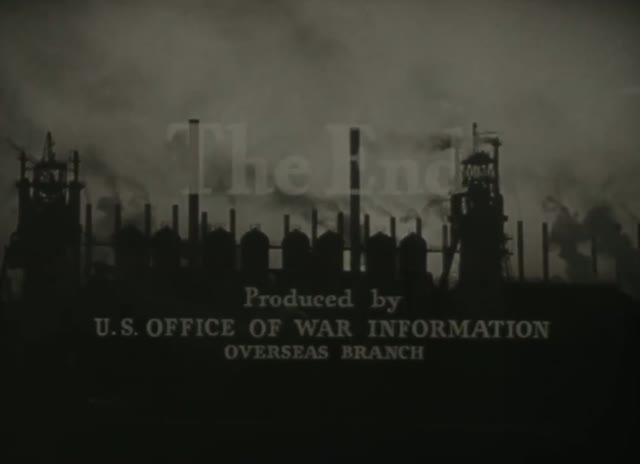 The End
Produced by
U.S. OFFICE OF WAR INFORMATION
OVERSEAS BRANCH